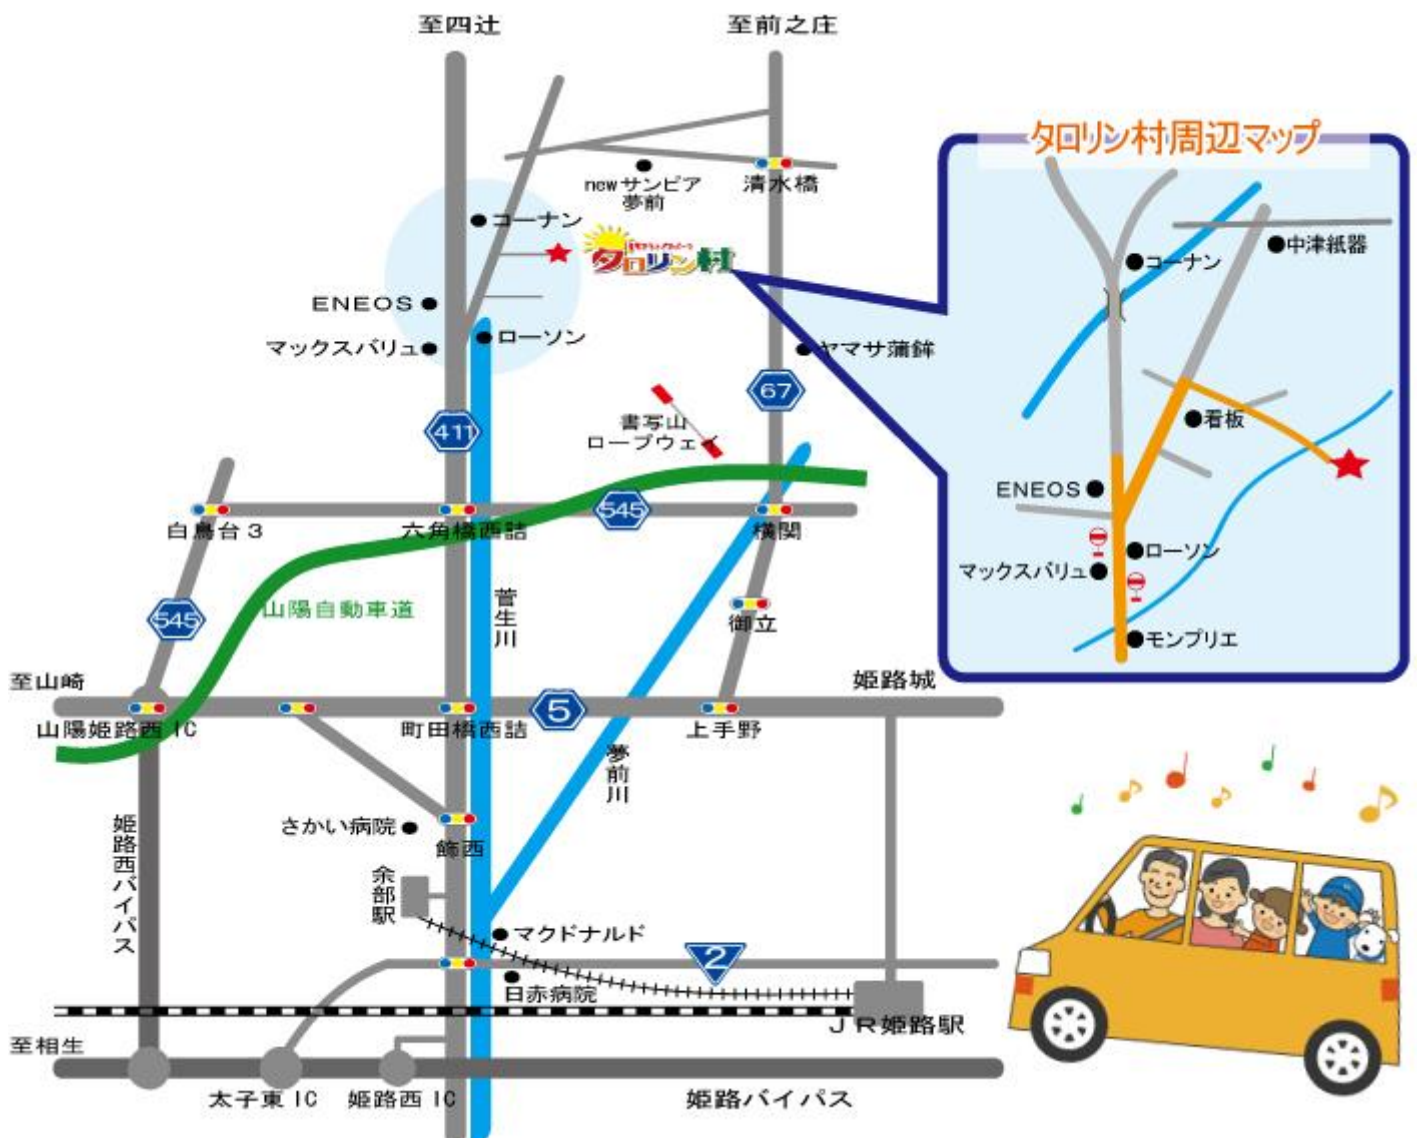 至四辻
至前之庄
newサンピア
夢前
清水橋
コーナン
タロリン村
ENEOS
ローソン
マックスバリュ
ヤマサ蒲鉾
67
411
書写山
ロープウェイ
545
白鳥台3
六角橋西詰
横関
545
山陽自動車道
菅生川
御立
至山崎
姫路城
山陽姫路西IC
町田橋西詰
5
上手野
夢前川
姫路西バイパス
さかい病院
飾西
余部駅
マクドナルド
2
日赤病院
JR姫路駅
至相生
太子東IC
姫路西IC
姫路バイパス
タロリン村周辺マップ
コーナン
中津紙器
看板
ENEOS
ローソン
マックスバリュ
モンプリエ